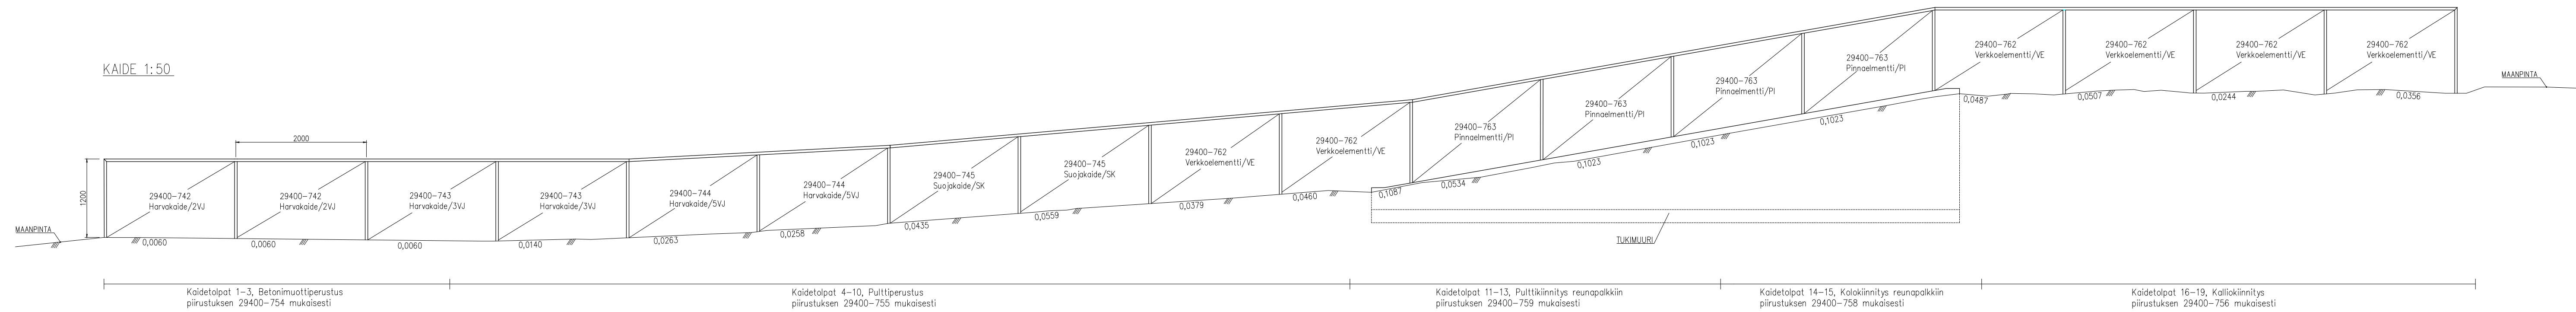 KAIDE 1:50
2000
1200
MAANPINTA
29400-742
Harvakaide/2VJ
29400-742
Harvakaide/2VJ
29400-743
Harvakaide/3VJ
29400-743
Harvakaide/3VJ
29400-744
Harvakaide/5VJ
29400-744
Harvakaide/5VJ
29400-745
Suojakaide/SK
29400-745
Suojakaide/SK
29400-762
Verkkoelementti/VE
29400-762
Verkkoelementti/VE
29400-763
Pinnaelmentti/PI
29400-763
Pinnaelmentti/PI
29400-763
Pinnaelmentti/PI
29400-763
Pinnaelmentti/PI
29400-762
Verkkoelementti/VE
29400-762
Verkkoelementti/VE
29400-762
Verkkoelementti/VE
29400-762
Verkkoelementti/VE
MAANPINTA
0,0060
0,0060
0,0060
0,0140
0,0263
0,0258
0,0435
0,0559
0,0379
0,0460
0,1087
0,0534
0,1023
0,1023
0,1023
0,0487
0,0507
0,0244
0,0356
TUKIMUURI
Kaidetolpat 1-3, Betonimuottiperustus
piirustuksen 29400-754 mukaisesti
Kaidetolpat 4-10, Pulttiperustus
piirustuksen 29400-755 mukaisesti
Kaidetolpat 11-13, Pulttikiinnitys reunapalkkiin
piirustuksen 29400-759 mukaisesti
Kaidetolpat 14-15, Kolokiinnitys reunapalkkiin
piirustuksen 29400-758 mukaisesti
Kaidetolpat 16-19, Kalliokiinnitys
piirustuksen 29400-756 mukaisesti